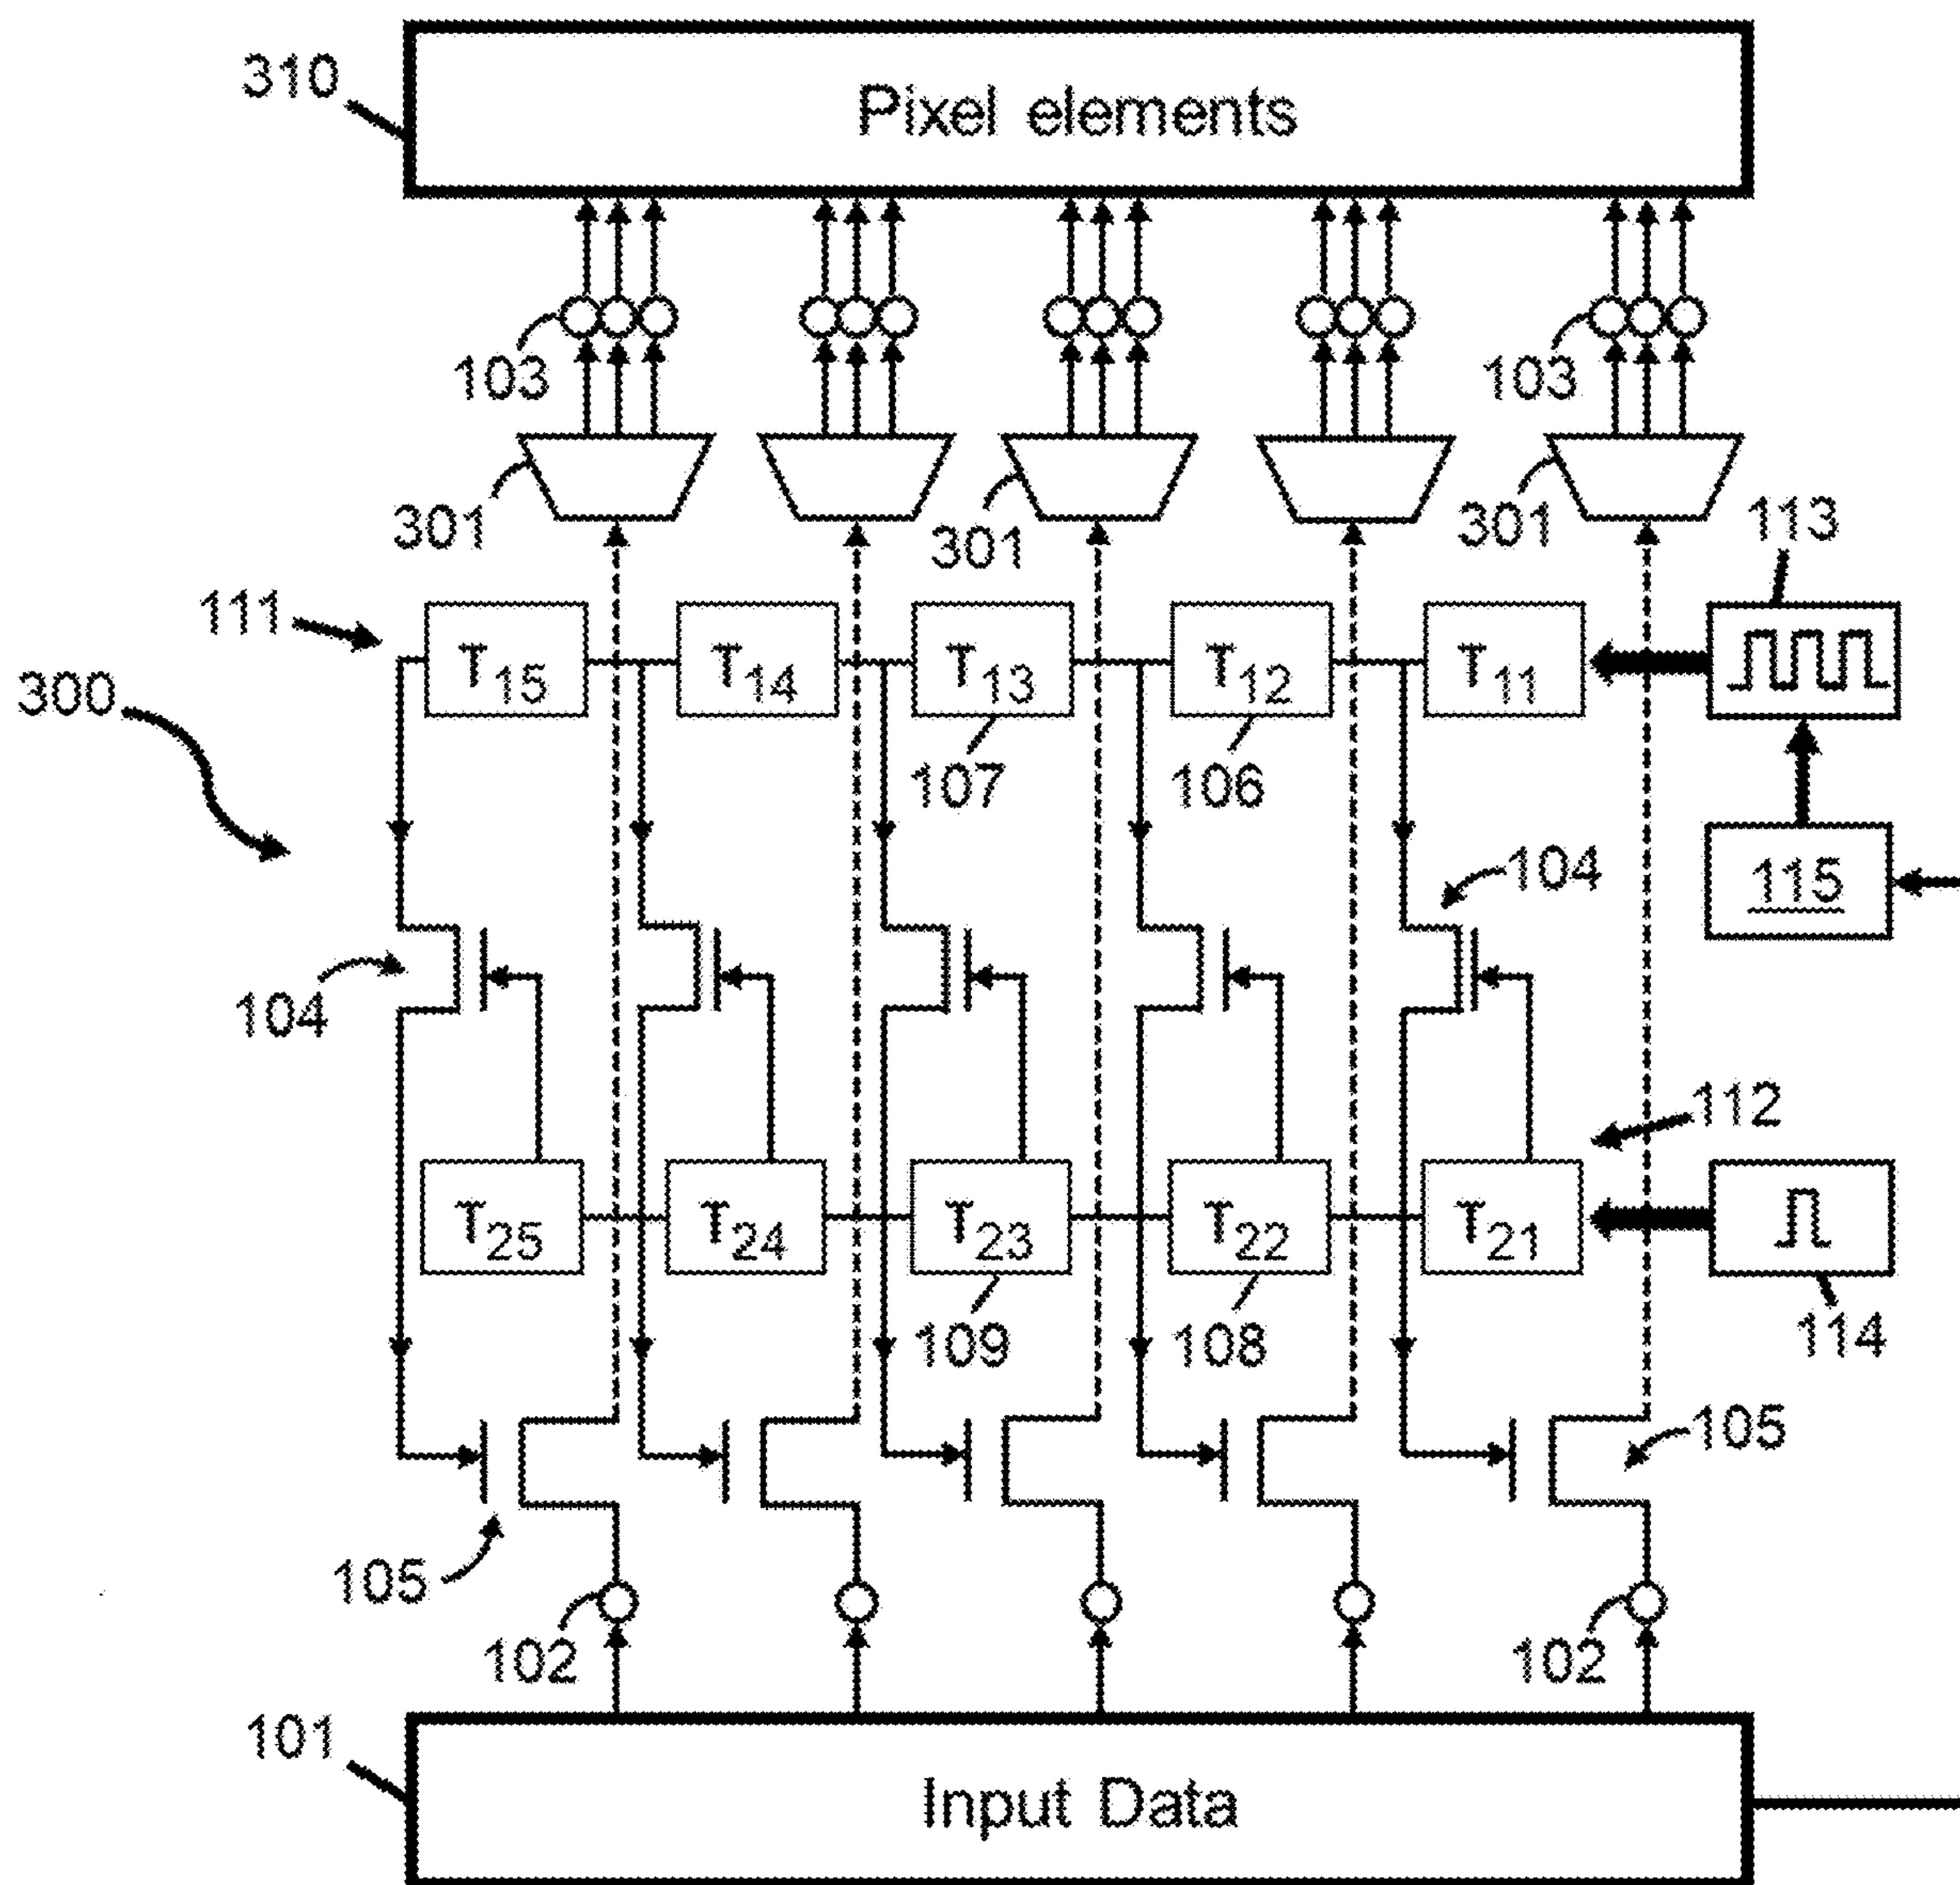 310
Pixel elements
103
103
301
301
301
113
111
T15
T14
T13
T12
T11
300
107
106
115
104
104
112
T25
T24
T23
T22
T21
109
108
114
105
105
102
102
101
Input Data